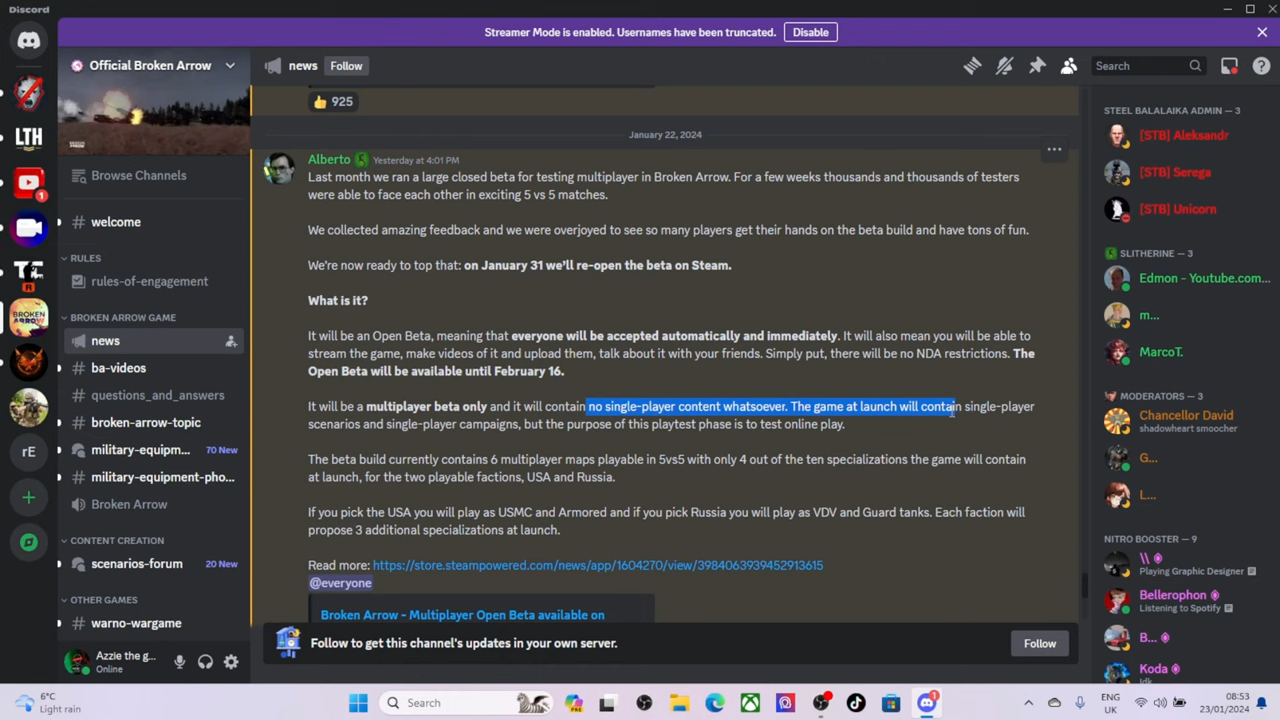 Discord
Streamer Mode is enabled. Usernames have been truncated.
Disable
Official Broken Arrow
news
Follow
Search
Browse Channels
welcome
RULES
rules-of-engagement
BROKEN ARROW GAME
news
ba-videos
questions_and_answers
broken-arrow-topic
military-equipm... 70 New
military-equipment-pho...
Broken Arrow
CONTENT CREATION
scenarios-forum 20 New
OTHER GAMES
warno-wargame
Azzie the g...
Online
LTH
1
rE
BROKEN
ARROW
925
January 22, 2024
Alberto Yesterday at 4:01 PM
Last month we ran a large closed beta for testing multiplayer in Broken Arrow. For a few weeks thousands and thousands of testers
were able to face each other in exciting 5 vs 5 matches.
We collected amazing feedback and we were overjoyed to see so many players get their hands on the beta build and have tons of fun.
We're now ready to top that: on January 31 we'll re-open the beta on Steam.
What is it?
It will be an Open Beta, meaning that everyone will be accepted automatically and immediately. It will also mean you will be able to
stream the game, make videos of it and upload them, talk about it with your friends. Simply put, there will be no NDA restrictions. The
Open Beta will be available until February 16.
It will be a multiplayer beta only and it will contain no single-player content whatsoever. The game at launch will contain single-player
scenarios and single-player campaigns, but the purpose of this playtest phase is to test online play.
The beta build currently contains 6 multiplayer maps playable in 5vs5 with only 4 out of the ten specializations the game will contain
at launch, for the two playable factions, USA and Russia.
If you pick the USA you will play as USMC and Armored and if you pick Russia you will play as VDV and Guard tanks. Each faction will
propose 3 additional specializations at launch.
Read more: https://store.steampowered.com/news/app/1604270/view/3984063939452913615
@everyone
Broken Arrow - Multiplayer Open Beta available on
Follow to get this channel's updates in your own server.
Follow
STEEL BALALAIKA ADMIN — 3
[STB] Aleksandr
[STB] Serega
[STB] Unicorn
SLITHERINE — 3
Edmon - Youtube.com...
m...
MarcoT.
MODERATORS — 3
Chancellor David
shadowheart smoocher
G...
L...
NITRO BOOSTER — 9
\\
Playing Graphic Designer
Bellerophon
Listening to Spotify
B...
Koda
Idk
6°C
Light rain
Search
PRE
1
ENG
UK
08:53
23/01/2024